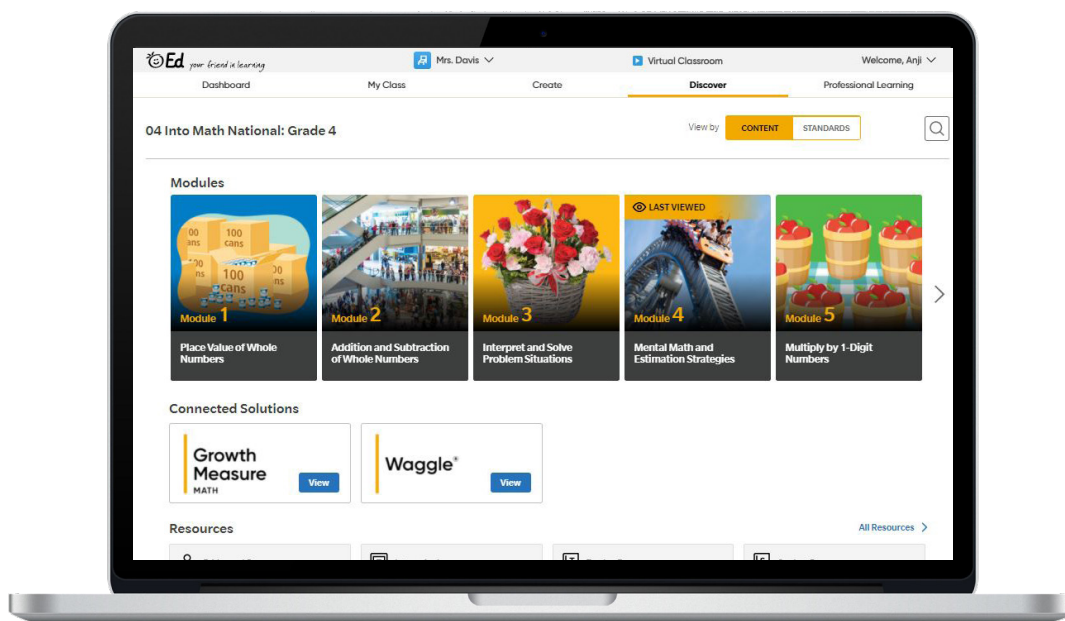 Ed your friend in learning
Mrs. Davis
Virtual Classroom
Welcome, Anji
Dashboard
My Class
Create
Discover
Professional Learning
04 Into Math National: Grade 4
View by
CONTENT
STANDARDS
Modules
00
ans
100
cans
100
cans
LAST VIEWED
Module 1
Module 2
Module 3
Module 4
Module 5
Place Value of Whole
Numbers
Addition and Subtraction
of Whole Numbers
Interpret and Solve
Problem Situations
Mental Math and
Estimation Strategies
Multiply by 1-Digit
Numbers
Connected Solutions
Growth
Measure
MATH
View
Waggle®
View
Resources
All Resources